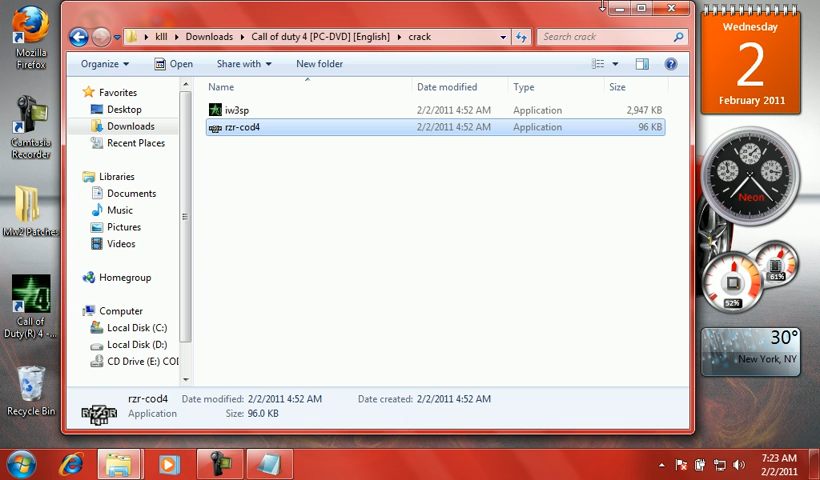 Mozilla
Firefox
Camtasia
Recorder
Mw2 Patches
Call of
Duty(R) 4 -...
Recycle Bin
klll
Downloads
Call of duty 4 [PC-DVD] [English]
crack
Search crack
Organize
Open
Share with
New folder
Favorites
Desktop
Downloads
Recent Places
Libraries
Documents
Music
Pictures
Videos
Homegroup
Computer
Local Disk (C:)
Local Disk (D:)
CD Drive (E:) COD
Name Date modified Type Size
iw3sp 2/2/2011 4:52 AM Application 2,947 KB
rzr-cod4 2/2/2011 4:52 AM Application 96 KB
rzr-cod4 Date modified: 2/2/2011 4:52 AM Date created: 2/2/2011 4:52 AM
Application Size: 96.0 KB
Wednesday
2
February 2011
Neon
61%
52%
30°
New York, NY
7:23 AM
2/2/2011